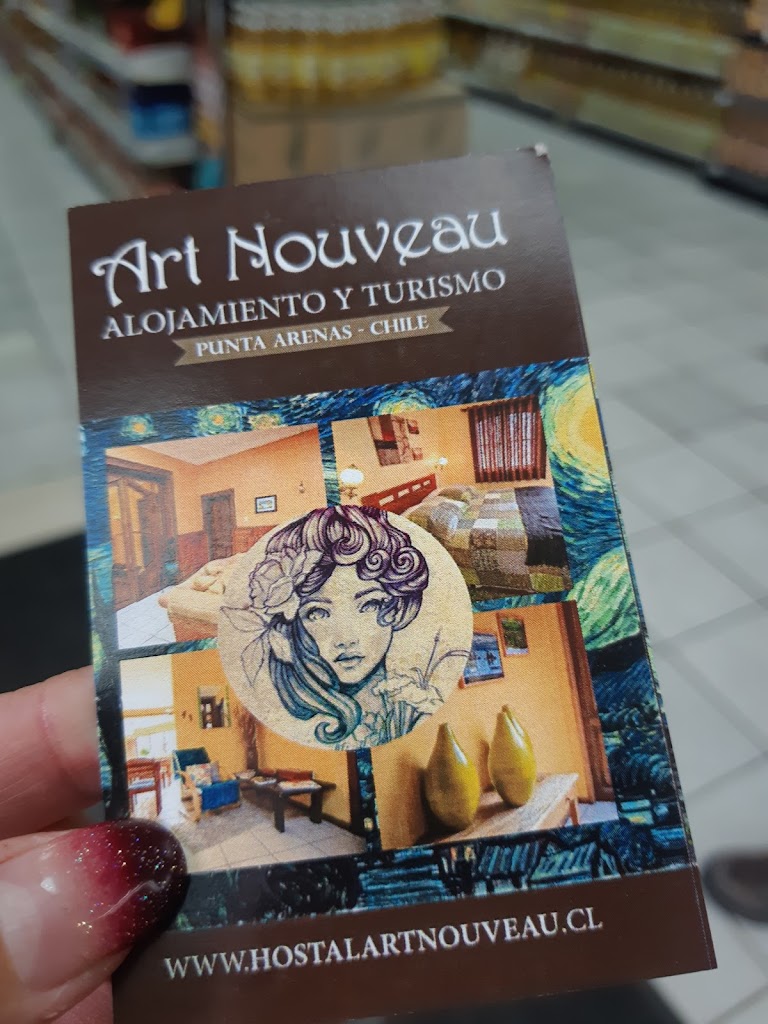 Art Nouveau
ALOJAMIENTO Y TURISMO
PUNTA ARENAS - CHILE
WWW.HOSTALARTNOUVEAU.CL